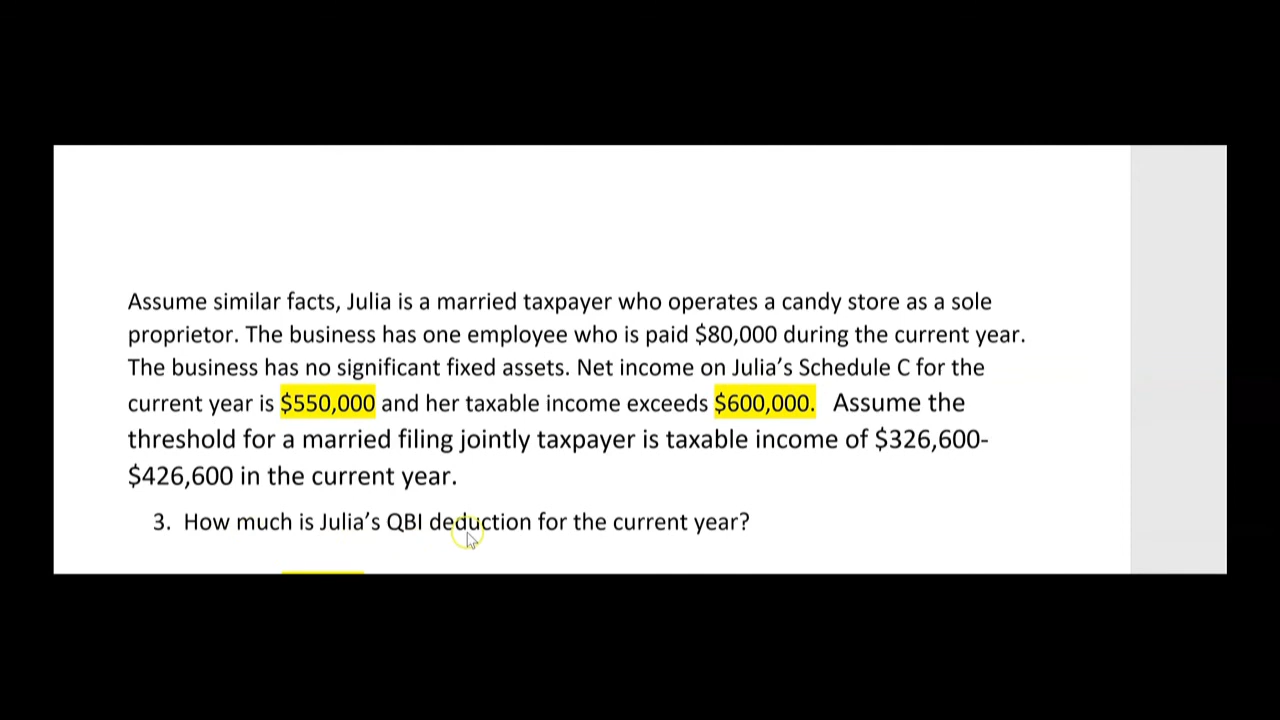 Assume similar facts, Julia is a married taxpayer who operates a candy store as a sole
proprietor. The business has one employee who is paid $80,000 during the current year.
The business has no significant fixed assets. Net income on Julia’s Schedule C for the
current year is $550,000 and her taxable income exceeds $600,000.  Assume the
threshold for a married filing jointly taxpayer is taxable income of $326,600-
$426,600 in the current year.
3. How much is Julia’s QBI deduction for the current year?